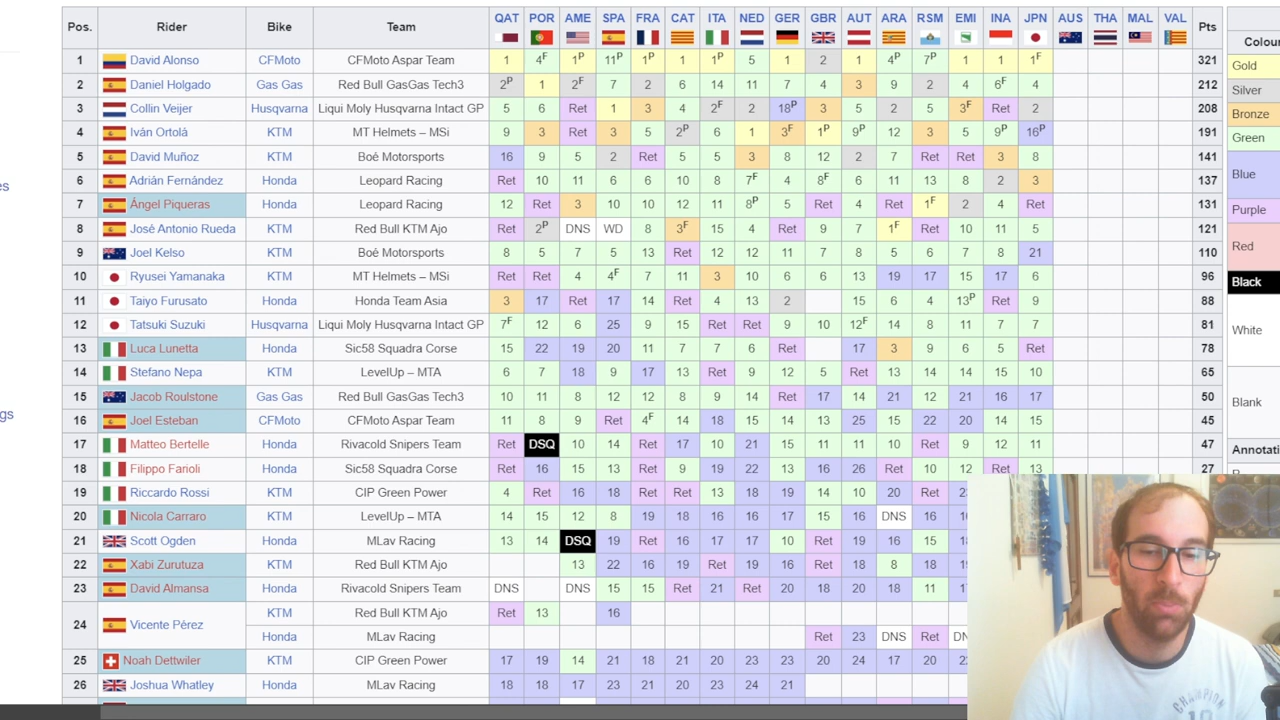 Pos. Rider Bike Team QAT POR AME SPA FRA CAT ITA NED GER GBR AUT ARA RSM EMI INA JPN AUS THA MAL VAL Pts
Colour
1 David Alonso CFMoto CFMoto Aspar Team 1 4F 1P 11P 1P 1 1P 5 1 2 1 4P 7P 1 1 1F 321 Gold
2 Daniel Holgado Gas Gas Red Bull GasGas Tech3 2P 1 2F 7 2 6 14 11 7 4 3 9 2 4 6F 4 212 Silver
3 Collin Veijer Husqvarna Liqui Moly Husqvarna Intact GP 5 6 Ret 1 3 4 2F 2 18P 3 5 2 5 3F Ret 2 208 Bronze
4 Iván Ortolá KTM MT Helmets – MSi 9 3 Ret 3 5 2P 6 1 3F 1P 9P 12 3 5 9P 16P 191 Green
5 David Muñoz KTM Boé Motorsports 16 9 5 2 Ret 5 5 3 8 12 2 7 Ret Ret 3 8 141
6 Adrián Fernández Honda Leopard Racing Ret 10 11 6 6 10 8 7F 4 8F 6 11 13 8 2 3 137 Blue
7 Ángel Piqueras Honda Leopard Racing 12 Ret 3 10 10 12 11 8P 5 Ret 4 Ret 1F 2 4 Ret 131 Purple
8 José Antonio Rueda KTM Red Bull KTM Ajo Ret 2P DNS WD 8 3F 15 4 Ret 9 7 1F Ret 10 11 5 121
9 Joel Kelso KTM Boé Motorsports 8 5 7 5 13 Ret 12 12 11 7 8 5 6 7 8 21 110 Red
10 Ryusei Yamanaka KTM MT Helmets – MSi Ret Ret 4 4F 7 11 3 10 6 6 13 19 17 15 17 6 96 Black
11 Taiyo Furusato Honda Honda Team Asia 3 17 Ret 17 14 Ret 4 13 2 15 6 4 13P Ret 9 88
12 Tatsuki Suzuki Husqvarna Liqui Moly Husqvarna Intact GP 7F 12 6 25 9 15 Ret Ret 9 10 12F 14 8 11 7 7 81 White
13 Luca Lunetta Honda Sic58 Squadra Corse 15 22 19 20 11 7 7 6 Ret 17 3 9 6 5 Ret 78
14 Stefano Nepa KTM LevelUp – MTA 6 7 18 9 17 13 Ret 9 12 5 Ret 13 14 14 15 10 65
15 Jacob Roulstone Gas Gas Red Bull GasGas Tech3 10 11 8 12 12 8 9 14 Ret 17 14 21 12 21 16 17 50 Blank
16 Joel Esteban CFMoto CFMoto Aspar Team 11 8 9 Ret 4F 14 18 15 14 13 25 15 22 20 14 15 45
17 Matteo Bertelle Honda Rivacold Snipers Team Ret DSQ 10 14 Ret 17 10 21 15 11 11 10 Ret 9 12 11 47 Annotati
18 Filippo Farioli Honda Sic58 Squadra Corse Ret 16 15 13 Ret 9 19 22 13 16 26 Ret 10 12 Ret 13 27
19 Riccardo Rossi KTM CIP Green Power 4 Ret 16 18 Ret Ret 13 18 19 14 10 20 Ret
20 Nicola Carraro KTM LevelUp – MTA 14 15 12 8 19 18 16 16 17 15 16 DNS 16 16
21 Scott Ogden Honda MLav Racing 13 14 DSQ 19 Ret 16 17 17 10 Ret 19 16 15 18
22 Xabi Zurutuza KTM Red Bull KTM Ajo 13 22 16 19 Ret 19 16 Ret 18 8 18
23 David Almansa Honda Rivacold Snipers Team DNS DNS 15 15 Ret 21 Ret 20 18 20 18 11
24 Vicente Pérez KTM Red Bull KTM Ajo Ret 13 16
Honda MLav Racing Ret 23 DNS Ret
25 Noah Dettwiler KTM CIP Green Power 17 19 14 21 18 21 20 23 23 20 24 17 20
26 Joshua Whatley Honda MLav Racing 18 18 17 23 21 20 23 24 21
CHAMPION